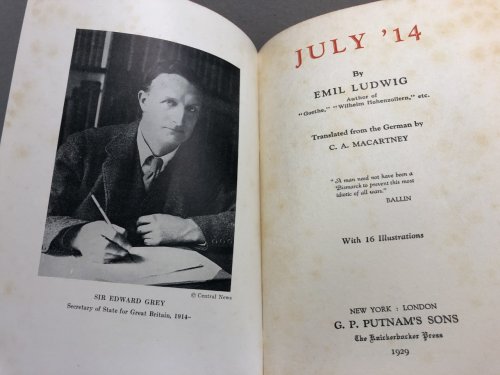 © Central News
SIR EDWARD GREY
Secretary of State for Great Britain, 1914–
JULY '14
By
EMIL LUDWIG
Author of
"Goethe," "Wilhelm Hohenzollern," etc.
Translated from the German by
C. A. MACARTNEY
"A man need not have been a
Bismarck to prevent this most
idiotic of all wars."
BALLIN
With 16 Illustrations
NEW YORK : LONDON
G. P. PUTNAM'S SONS
The Knickerbocker Press
1929